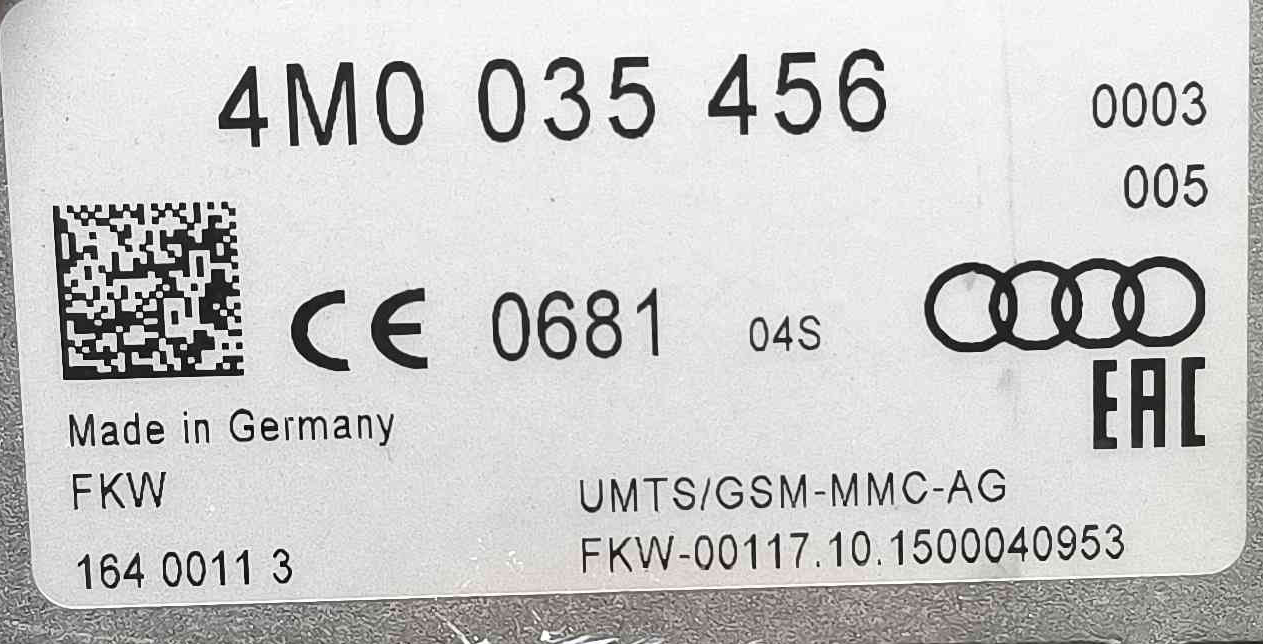 4M0 035 456
0003
005
CE 0681 04S
EAC
Made in Germany
FKW
UMTS/GSM-MMC-AG
164 0011 3
FKW-00117.10.1500040953